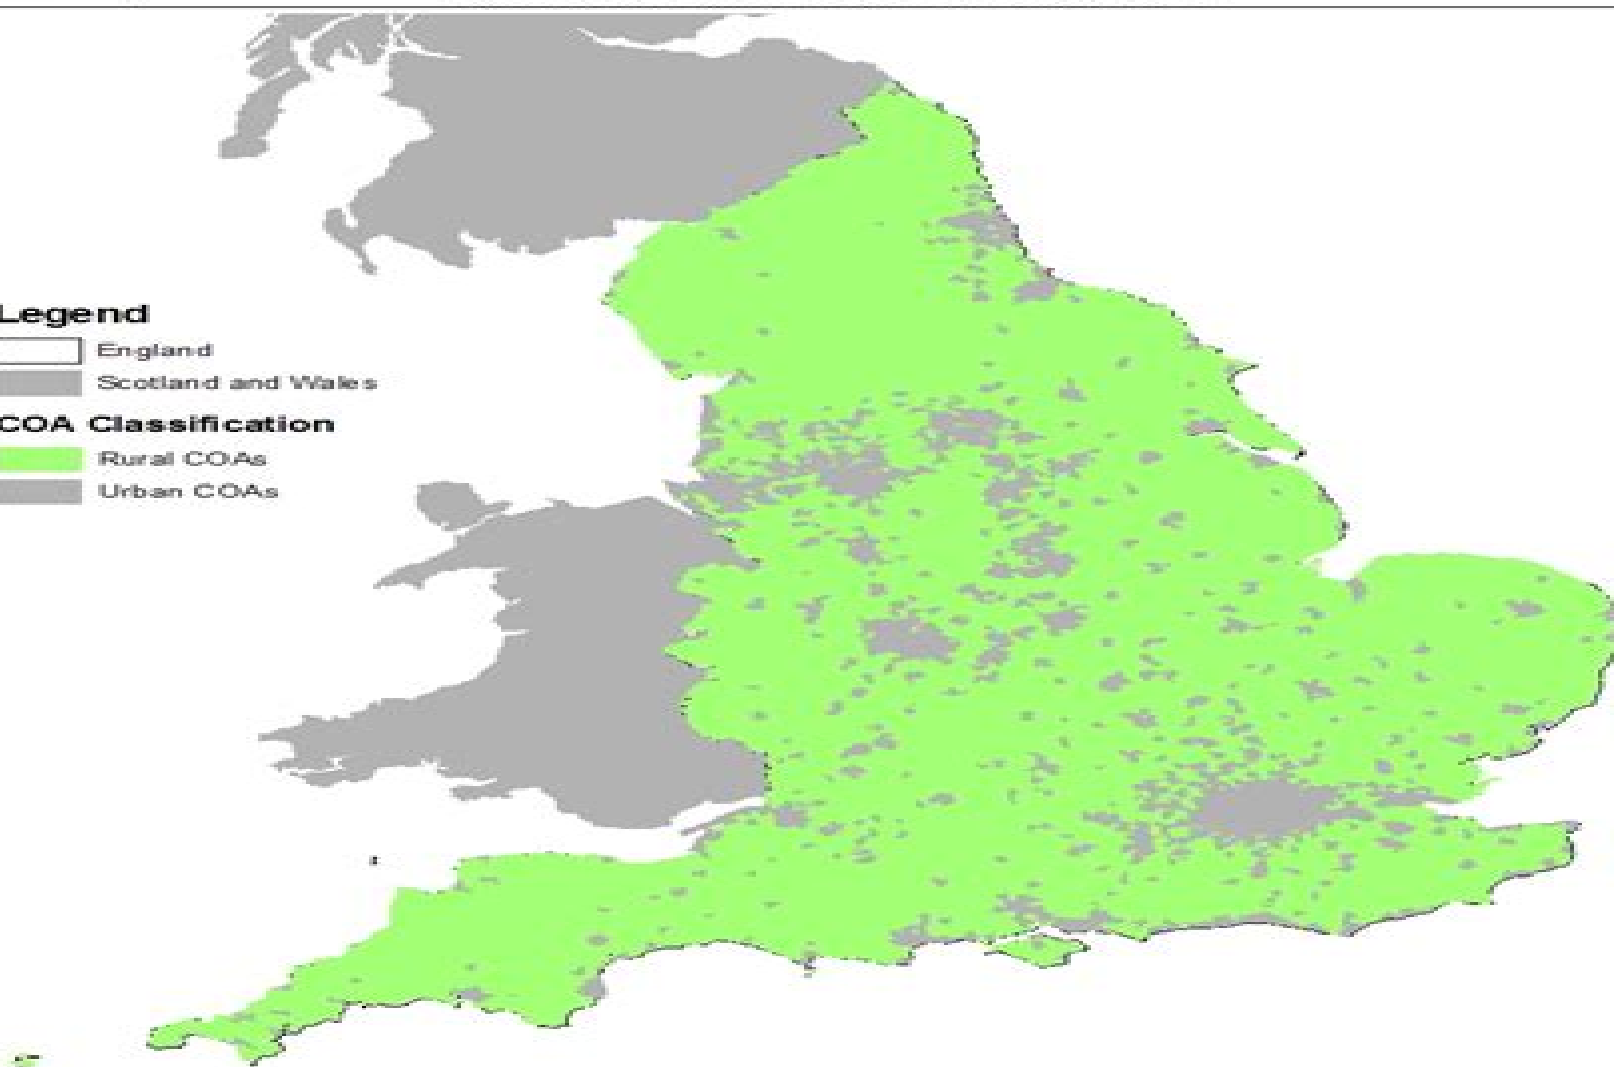 Legend
England
Scotland and Wales
COA Classification
Rural COAs
Urban COAs